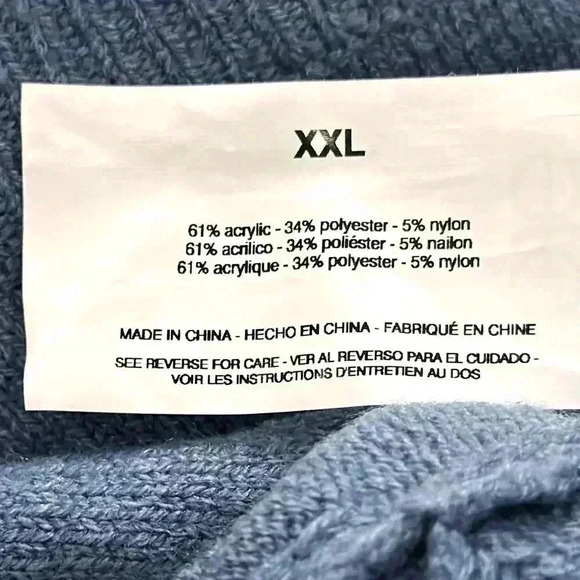 XXL
61% acrylic - 34% polyester - 5% nylon
61% acrilico - 34% poliéster - 5% nailon
61% acrylique - 34% polyester - 5% nylon
MADE IN CHINA - HECHO EN CHINA - FABRIQUÉ EN CHINE
SEE REVERSE FOR CARE - VER AL REVERSO PARA EL CUIDADO -
VOIR LES INSTRUCTIONS D'ENTRETIEN AU DOS